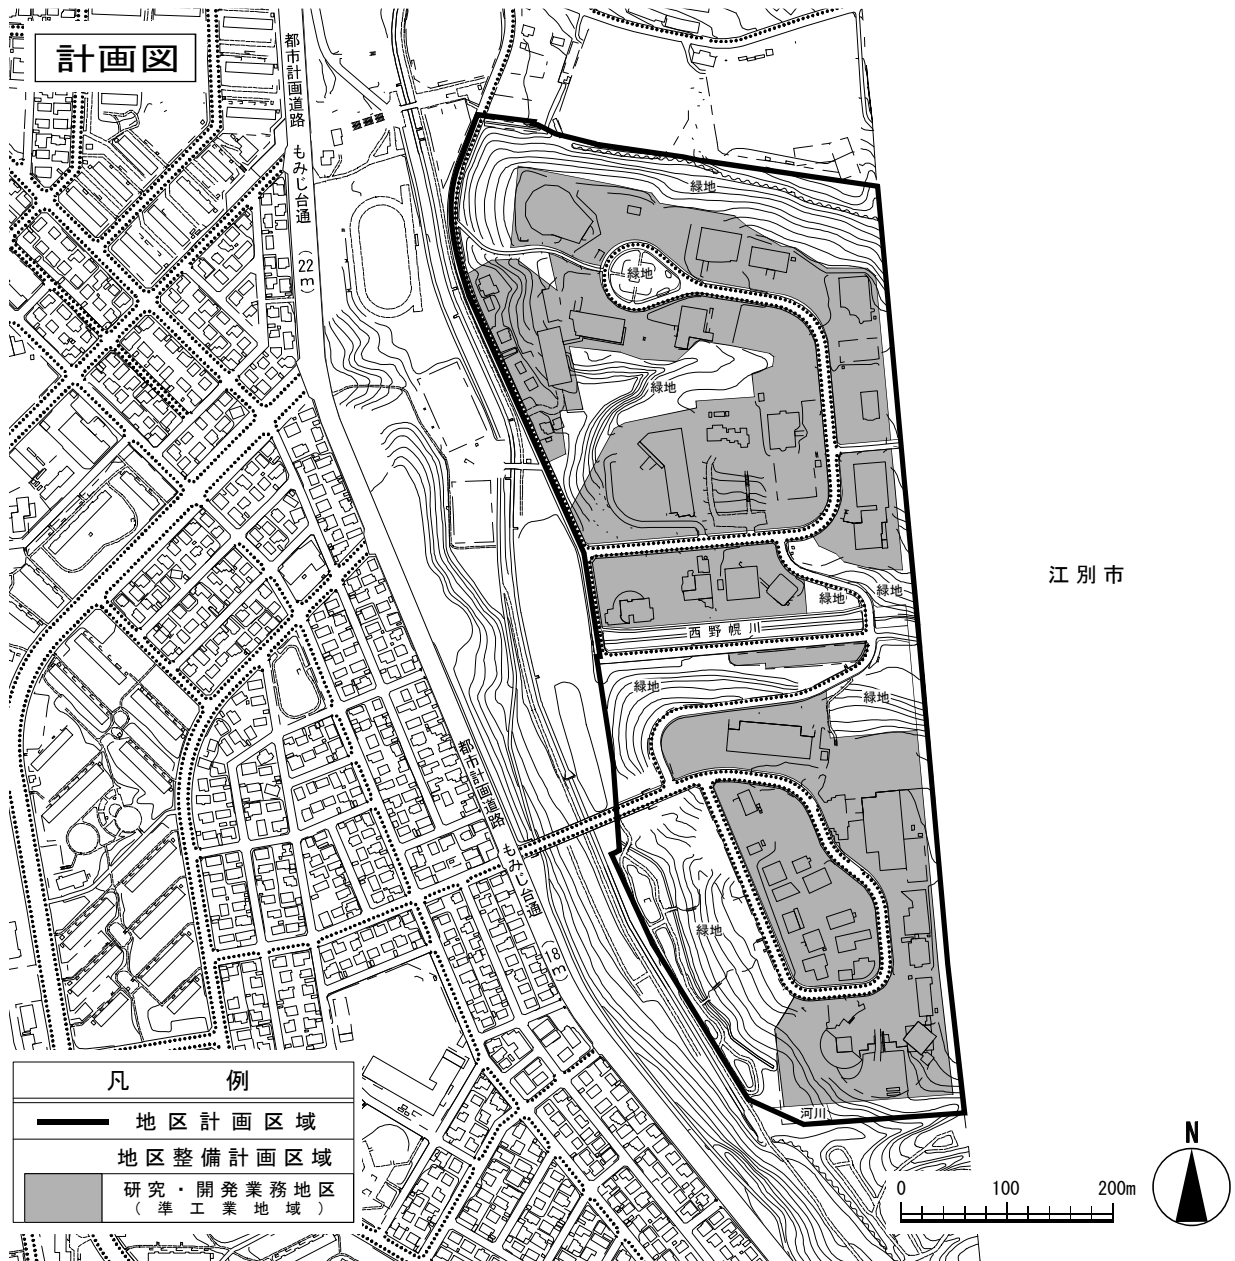 計画図
都市計画道路 もみじ台通 (22m)
緑地
緑地
緑地
江別市
緑地
緑地
西野幌川
緑地
緑地
都市計画道路 もみじ台通 (18m)
緑地
河川
凡 例
地区計画区域
地区整備計画区域
研究・開発業務地区
(準工業地域)
N
0 100 200m